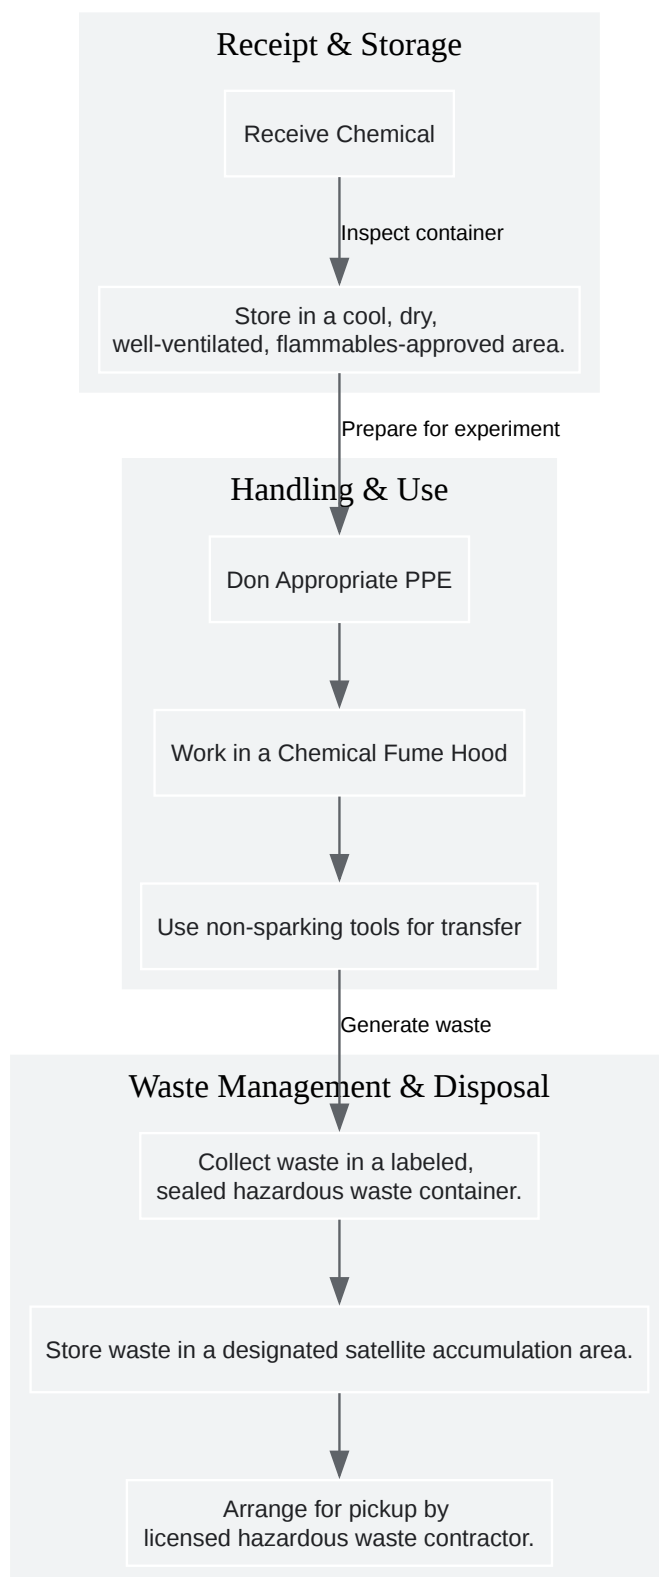 Receipt & Storage
Receive Chemical
Inspect container
Store in a cool, dry,
well-ventilated, flammables-approved area.
Prepare for experiment
Handling & Use
Don Appropriate PPE
Work in a Chemical Fume Hood
Use non-sparking tools for transfer
Generate waste
Waste Management & Disposal
Collect waste in a labeled,
sealed hazardous waste container.
Store waste in a designated satellite accumulation area.
Arrange for pickup by
licensed hazardous waste contractor.